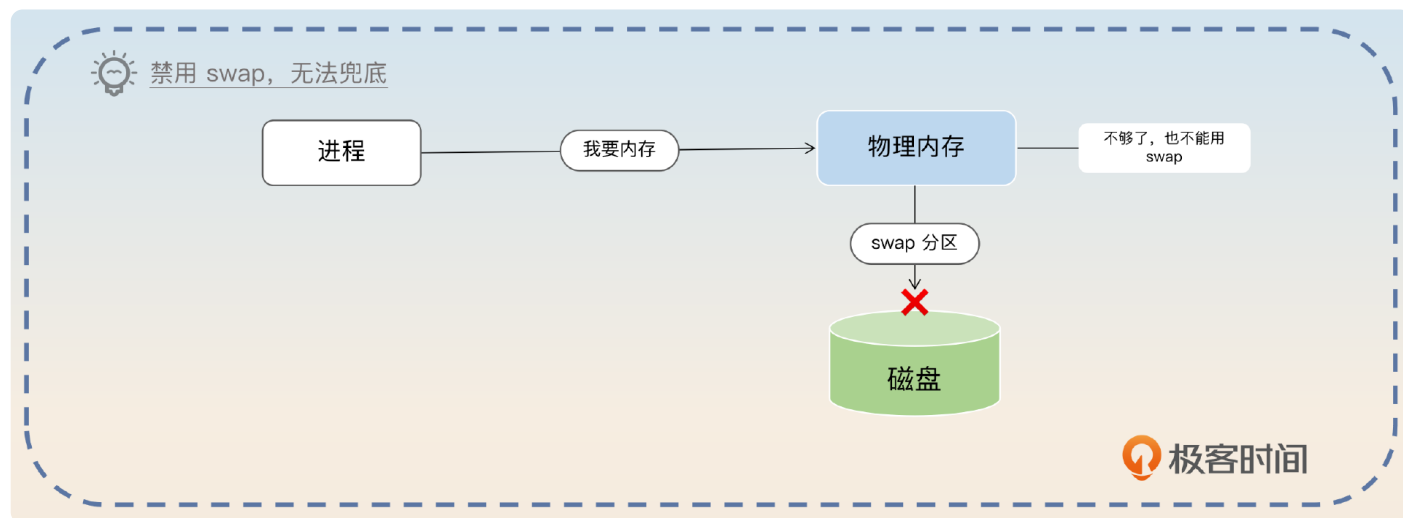 禁用 swap，无法兜底
进程
我要内存
物理内存
不够了，也不能用
swap
swap 分区
磁盘
极客时间